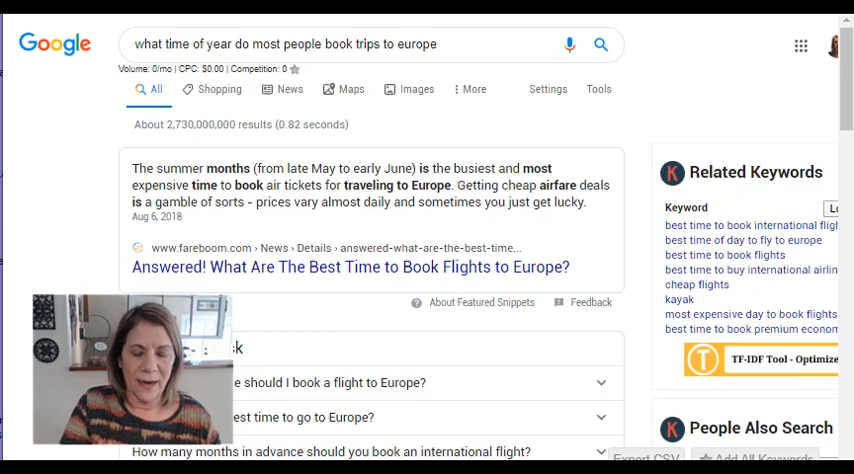 Google
what time of year do most people book trips to europe
Volume: 0/mo | CPC: $0.00 | Competition: 0
All
Shopping
News
Maps
Images
More
Settings
Tools
About 2,730,000,000 results (0.82 seconds)
The summer months (from late May to early June) is the busiest and most
expensive time to book air tickets for traveling to Europe. Getting cheap airfare deals
is a gamble of sorts - prices vary almost daily and sometimes you just get lucky.
Aug 6, 2018
www.fareboom.com › News › Details › answered-what-are-the-best-time...
Answered! What Are The Best Time to Book Flights to Europe?
About Featured Snippets
Feedback
sk
e should I book a flight to Europe?
est time to go to Europe?
How many months in advance should you book an international flight?
K Related Keywords
Keyword
Lo
best time to book international fligh
best time of day to fly to europe
best time to book flights
best time to buy international airlin
cheap flights
kayak
most expensive day to book flights
best time to book premium econom
T TF-IDF Tool - Optimize
K People Also Search
Export CSV
Add All Keywords